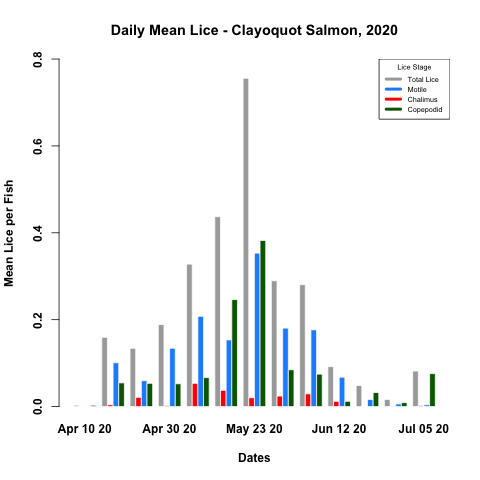 Daily Mean Lice - Clayoquot Salmon, 2020
Lice Stage
Total Lice
Motile
Chalimus
Copepodid
Mean Lice per Fish
0.8
0.6
0.4
0.2
0.0
Apr 10 20 Apr 30 20 May 23 20 Jun 12 20 Jul 05 20
Dates